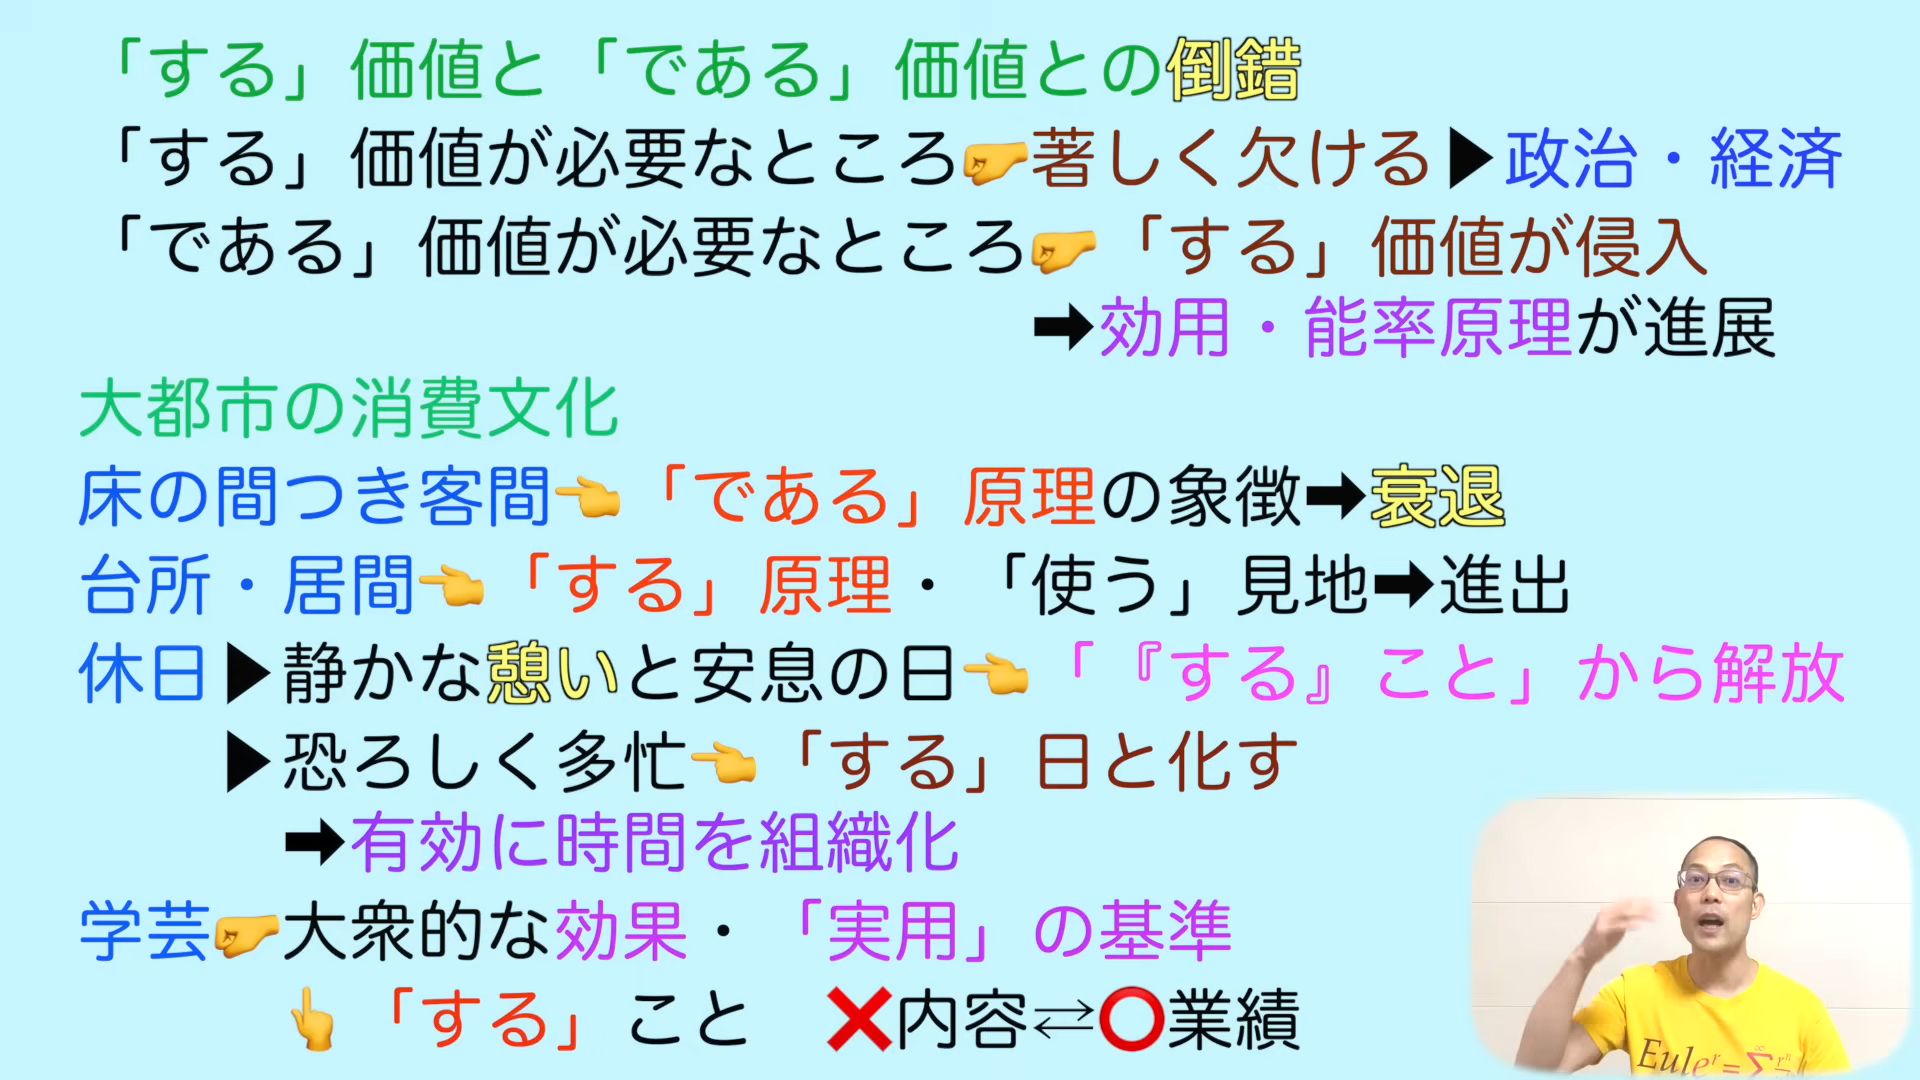 「する」価値と「である」価値との倒錯
「する」価値が必要なところ👉著しく欠ける▶政治・経済
「である」価値が必要なところ👉「する」価値が侵入
➡効用・能率原理が進展
大都市の消費文化
床の間つき客間👈「である」原理の象徴➡衰退
台所・居間👈「する」原理・「使う」見地➡進出
休日▶静かな憩いと安息の日👈「『する』こと」から解放
▶恐ろしく多忙👈「する」日と化す
➡有効に時間を組織化
学芸👉大衆的な効果・「実用」の基準
👆「する」こと ❌内容⇄⭕業績
Euler = ∞ Σ rⁿ